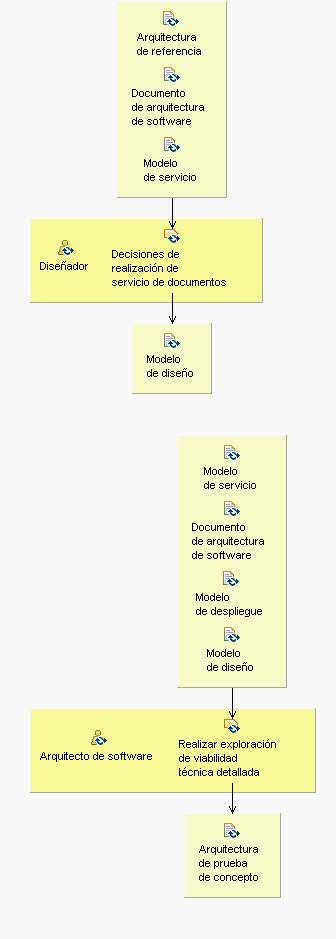 Arquitectura
de referencia
Documento
de arquitectura
de software
Modelo
de servicio
Diseñador
Decisiones de
realización de
servicio de documentos
Modelo
de diseño
Modelo
de servicio
Documento
de arquitectura
de software
Modelo
de despliegue
Modelo
de diseño
Arquitecto de software
Realizar exploración
de viabilidad
técnica detallada
Arquitectura
de prueba
de concepto